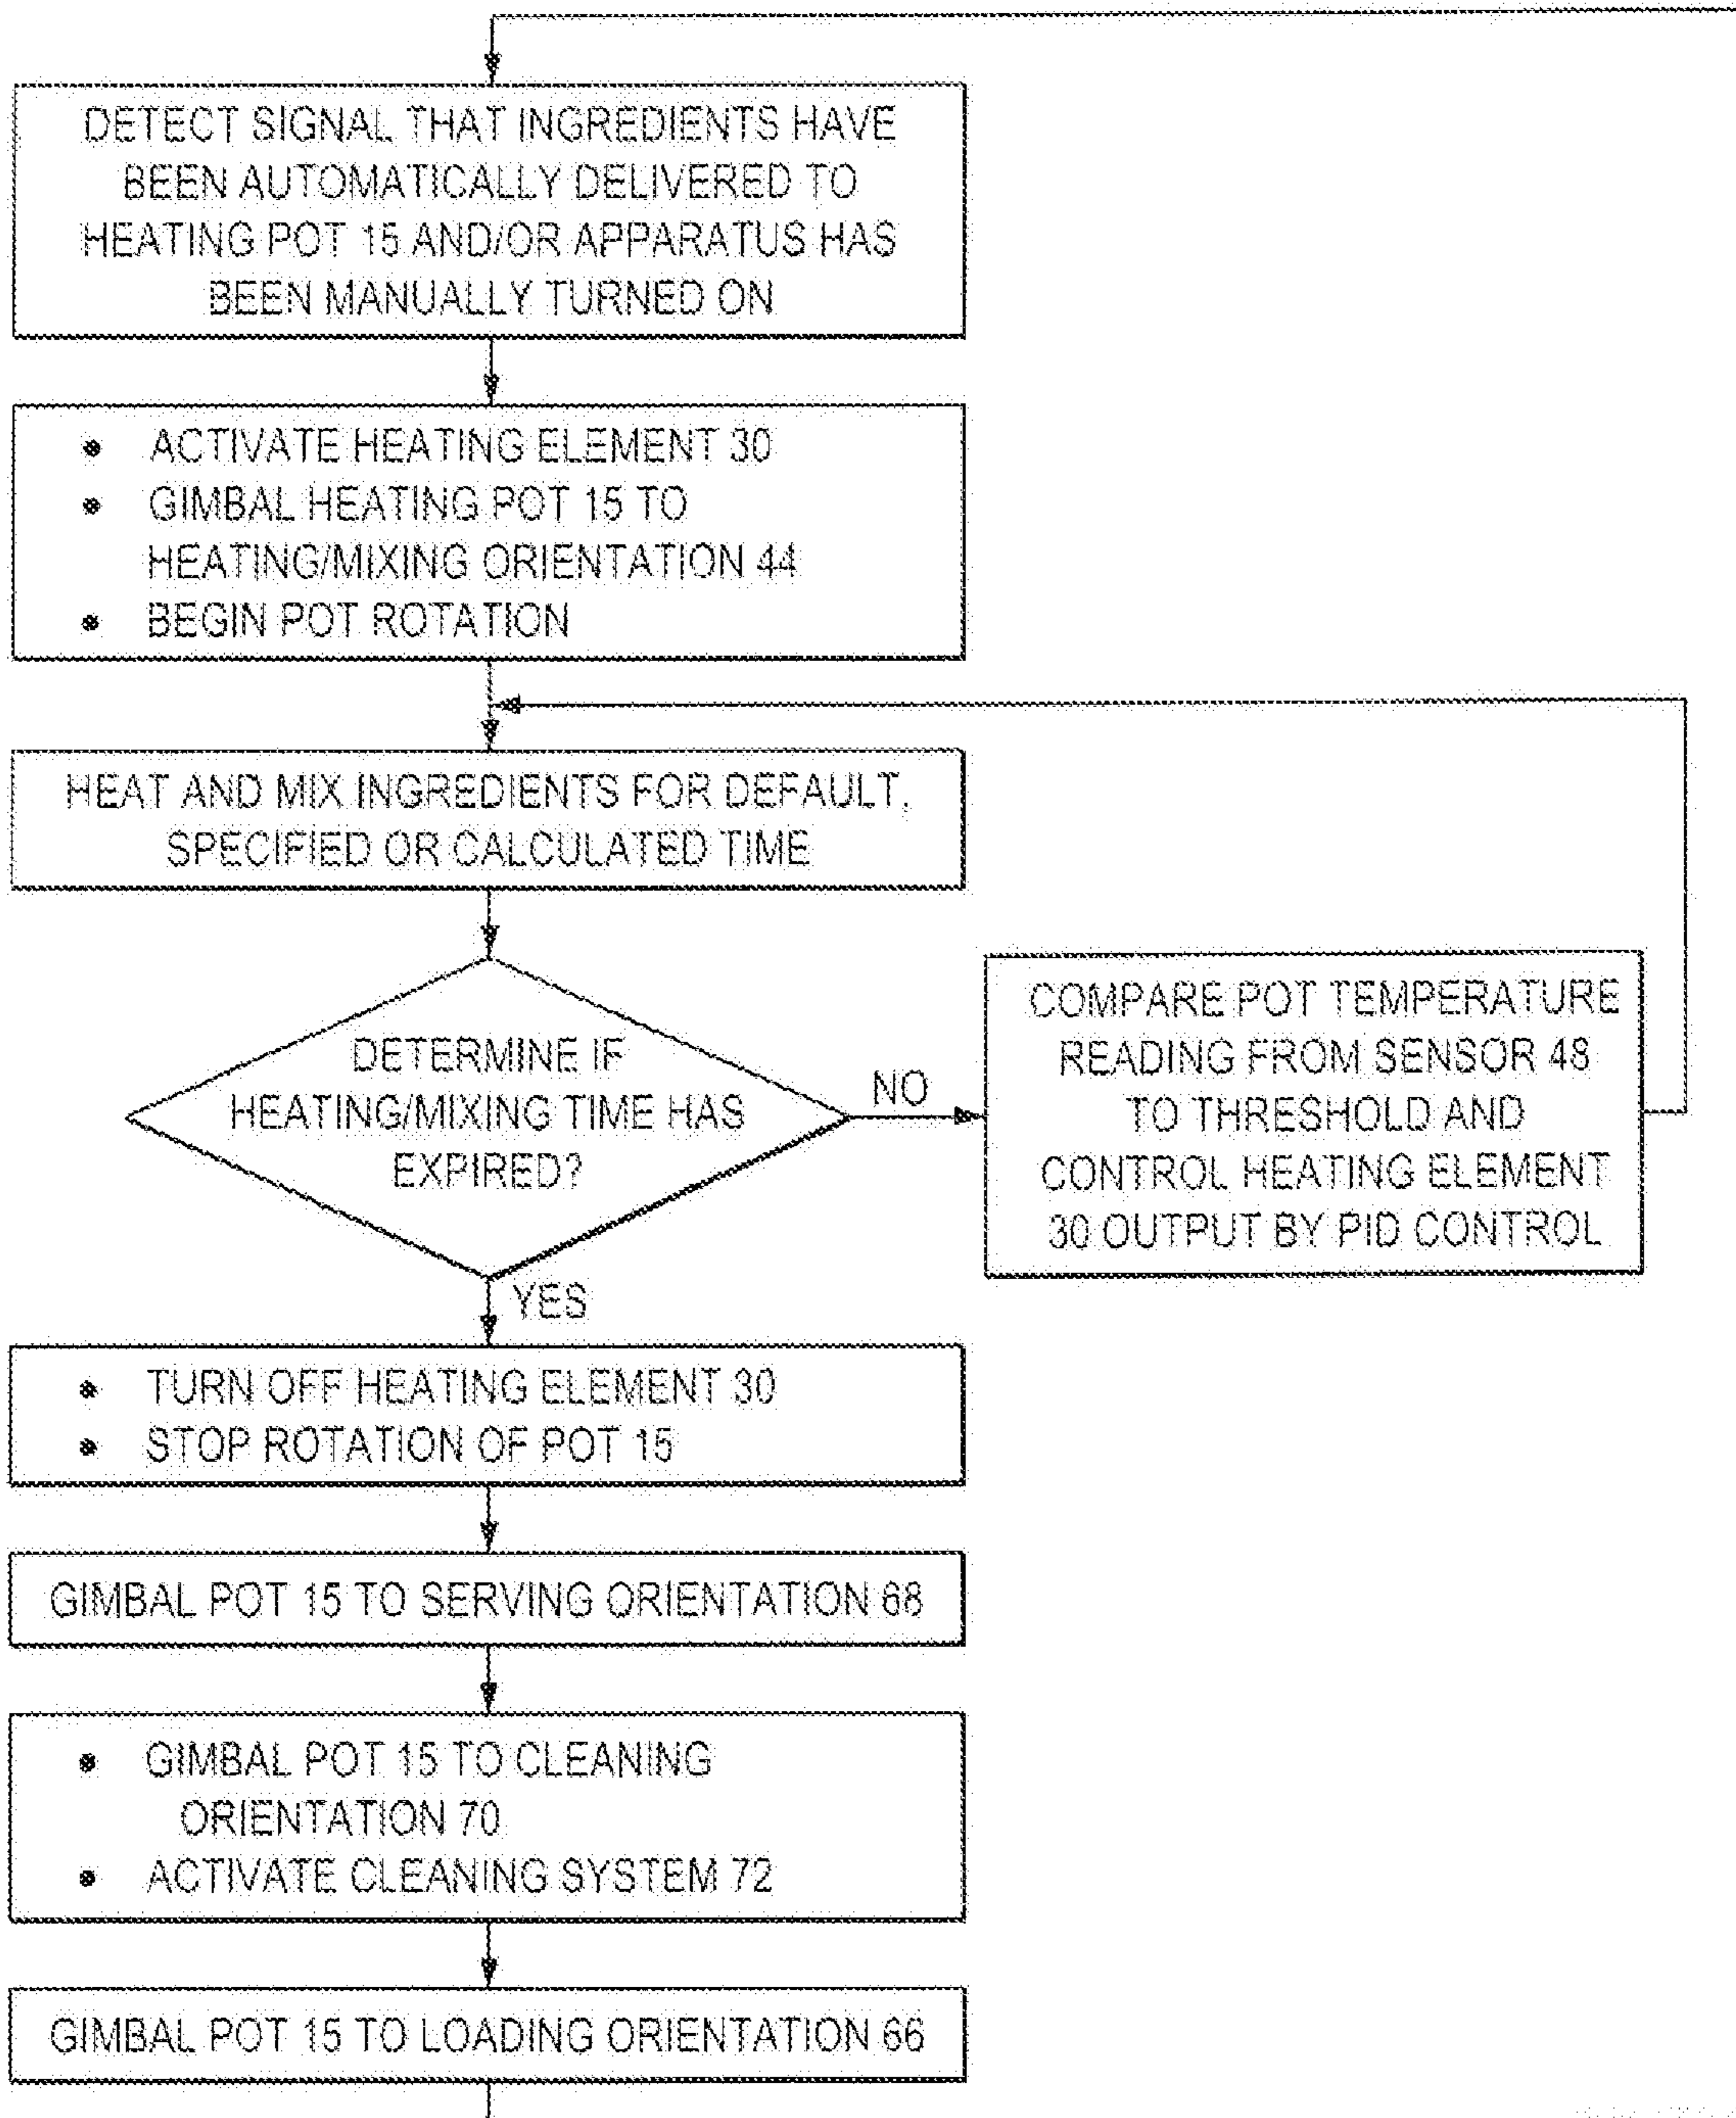 DETECT SIGNAL THAT INGREDIENTS HAVE
BEEN AUTOMATICALLY DELIVERED TO
HEATING POT 15 AND/OR APPARATUS HAS
BEEN MANUALLY TURNED ON
• ACTIVATE HEATING ELEMENT 30
• GIMBAL HEATING POT 15 TO
HEATING/MIXING ORIENTATION 44
• BEGIN POT ROTATION
HEAT AND MIX INGREDIENTS FOR DEFAULT,
SPECIFIED OR CALCULATED TIME
DETERMINE IF
HEATING/MIXING TIME HAS
EXPIRED?
NO
COMPARE POT TEMPERATURE
READING FROM SENSOR 48
TO THRESHOLD AND
CONTROL HEATING ELEMENT
30 OUTPUT BY PID CONTROL
YES
• TURN OFF HEATING ELEMENT 30
• STOP ROTATION OF POT 15
GIMBAL POT 15 TO SERVING ORIENTATION 68
• GIMBAL POT 15 TO CLEANING
ORIENTATION 70
• ACTIVATE CLEANING SYSTEM 72
GIMBAL POT 15 TO LOADING ORIENTATION 66